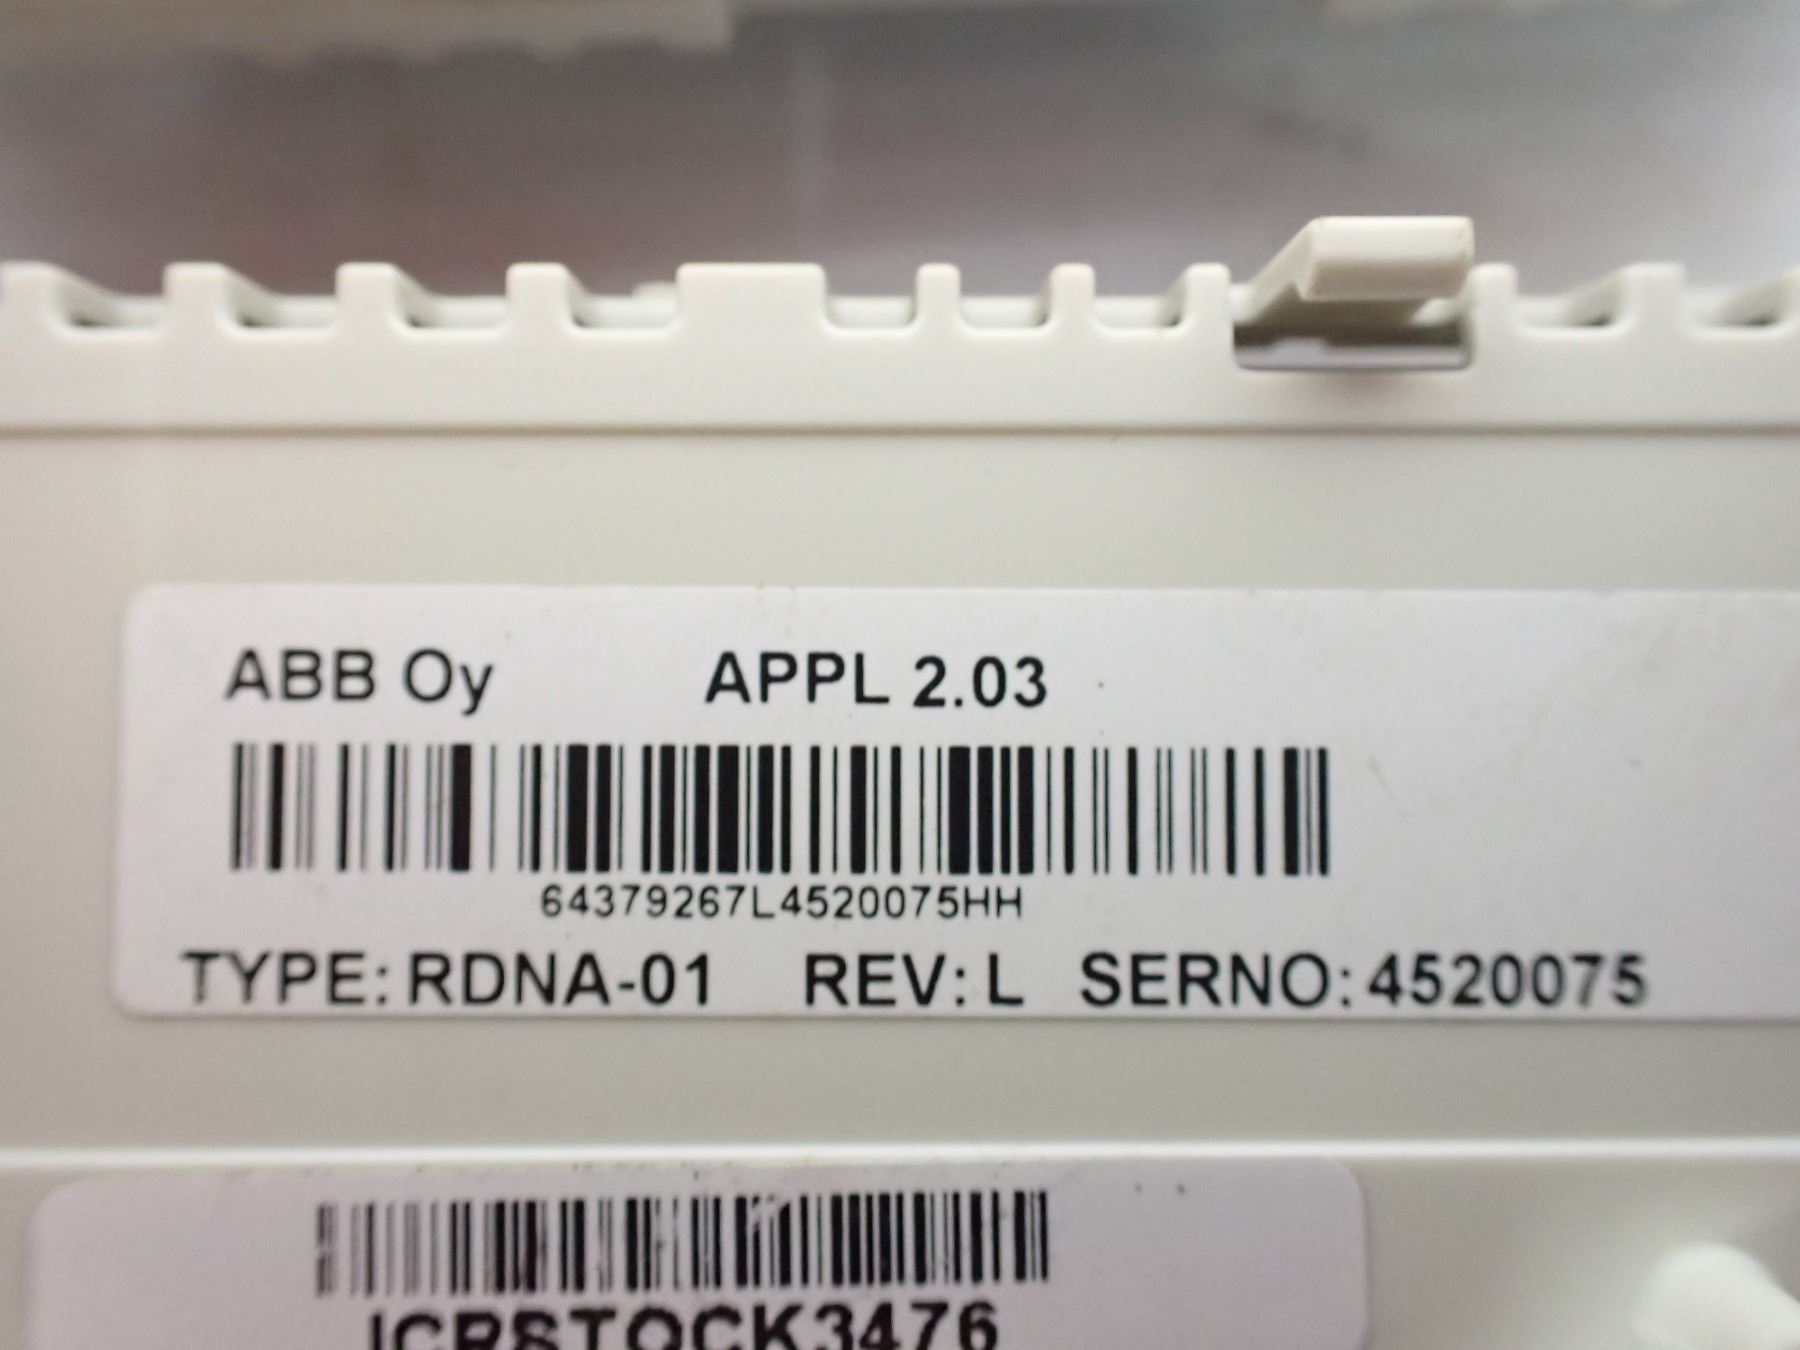 ABB Oy APPL 2.03
64379267L4520075HH
TYPE: RDNA-01 REV: L SERNO: 4520075
ICRSTOCK3476